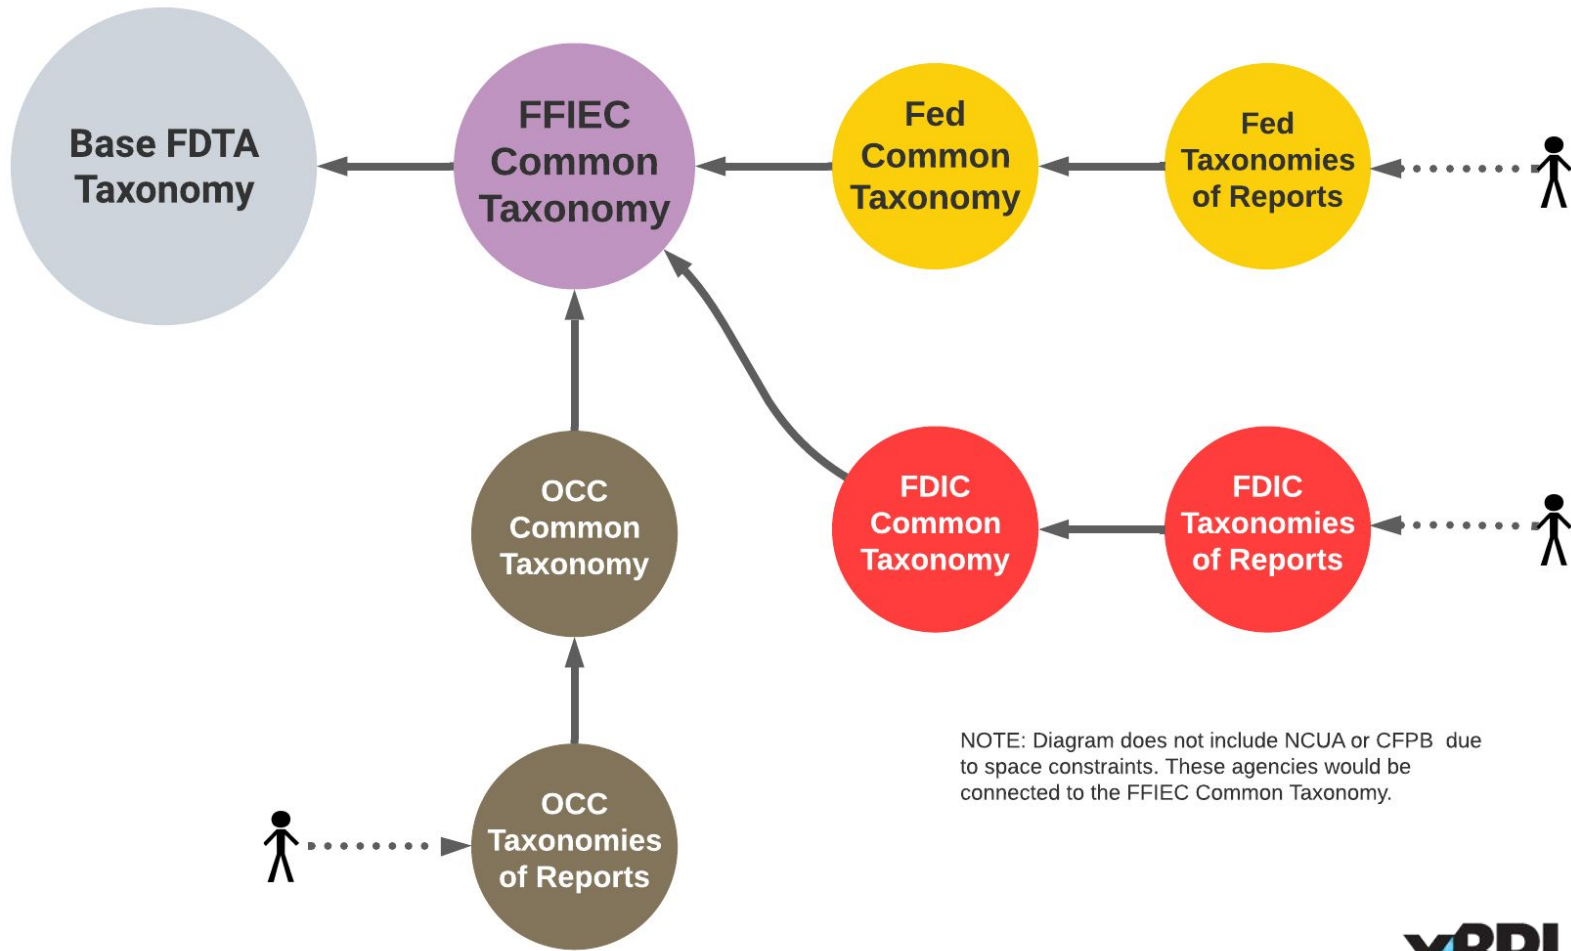 Base FDTA
Taxonomy
FFIEC
Common
Taxonomy
Fed
Common
Taxonomy
Fed
Taxonomies
of Reports
OCC
Common
Taxonomy
FDIC
Common
Taxonomy
FDIC
Taxonomies
of Reports
NOTE: Diagram does not include NCUA or CFPB due
to space constraints. These agencies would be
connected to the FFIEC Common Taxonomy.
OCC
Taxonomies
of Reports